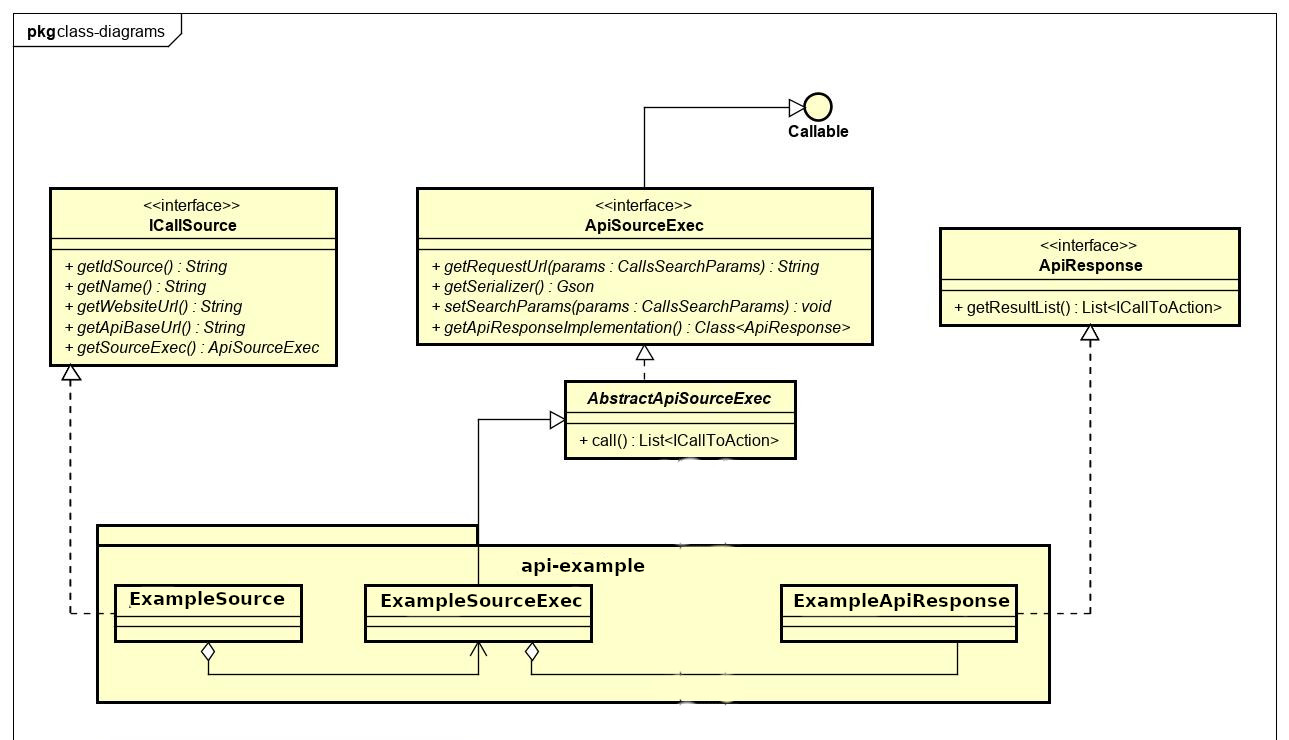 pkg class-diagrams
Callable
<<interface>>
ICallSource
+ getIdSource() : String
+ getName() : String
+ getWebsiteUrl() : String
+ getApiBaseUrl() : String
+ getSourceExec() : ApiSourceExec
<<interface>>
ApiSourceExec
+ getRequestUrl(params : CallsSearchParams) : String
+ getSerializer() : Gson
+ setSearchParams(params : CallsSearchParams) : void
+ getApiResponseImplementation() : Class<ApiResponse>
<<interface>>
ApiResponse
+ getResultList() : List<ICallToAction>
AbstractApiSourceExec
+ call() : List<ICallToAction>
api-example
ExampleSource
ExampleSourceExec
ExampleApiResponse